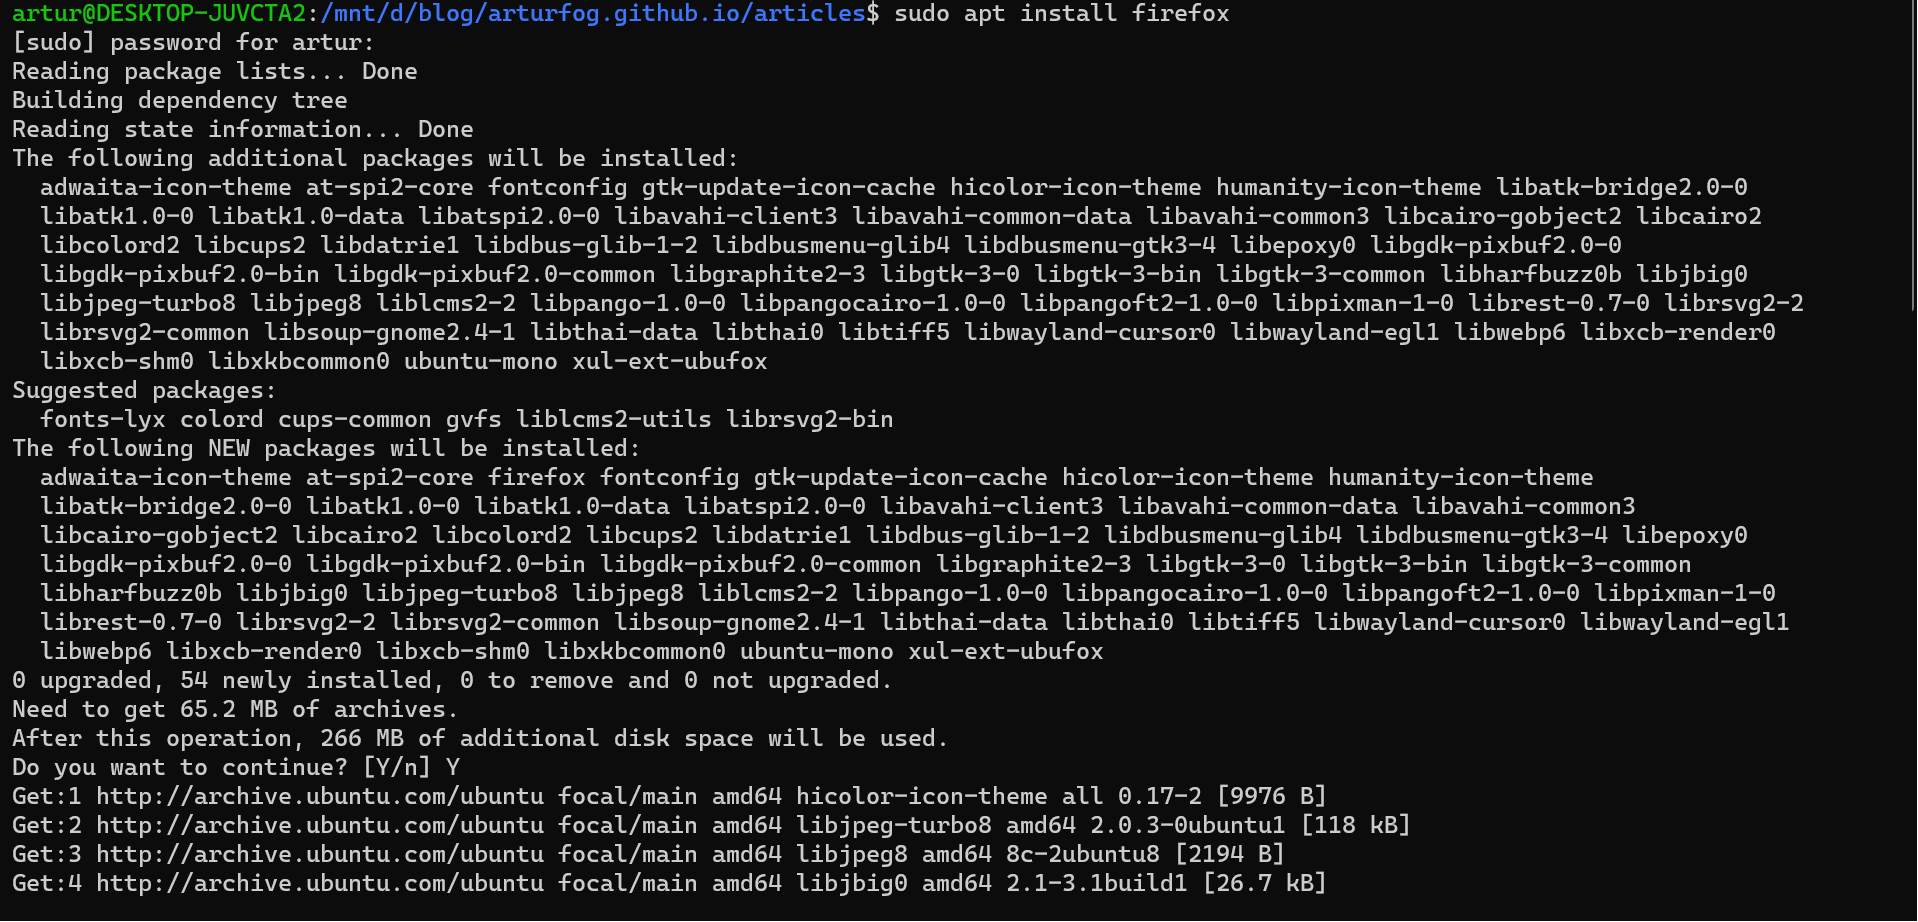 artur@DESKTOP-JUVCTA2:/mnt/d/blog/arturfog.github.io/articles$ sudo apt install firefox
[sudo] password for artur:
Reading package lists... Done
Building dependency tree
Reading state information... Done
The following additional packages will be installed:
  adwaita-icon-theme at-spi2-core fontconfig gtk-update-icon-cache hicolor-icon-theme humanity-icon-theme libatk-bridge2.0-0
  libatk1.0-0 libatk1.0-data libatspi2.0-0 libavahi-client3 libavahi-common-data libavahi-common3 libcairo-gobject2 libcairo2
  libcolord2 libcups2 libdatrie1 libdbus-glib-1-2 libdbusmenu-glib4 libdbusmenu-gtk3-4 libepoxy0 libgdk-pixbuf2.0-0
  libgdk-pixbuf2.0-bin libgdk-pixbuf2.0-common libgraphite2-3 libgtk-3-0 libgtk-3-bin libgtk-3-common libharfbuzz0b libjbig0
  libjpeg-turbo8 libjpeg8 liblcms2-2 libpango-1.0-0 libpangocairo-1.0-0 libpangoft2-1.0-0 libpixman-1-0 librest-0.7-0 librsvg2-2
  librsvg2-common libsoup-gnome2.4-1 libthai-data libthai0 libtiff5 libwayland-cursor0 libwayland-egl1 libwebp6 libxcb-render0
  libxcb-shm0 libxkbcommon0 ubuntu-mono xul-ext-ubufox
Suggested packages:
  fonts-lyx colord cups-common gvfs liblcms2-utils librsvg2-bin
The following NEW packages will be installed:
  adwaita-icon-theme at-spi2-core firefox fontconfig gtk-update-icon-cache hicolor-icon-theme humanity-icon-theme
  libatk-bridge2.0-0 libatk1.0-0 libatk1.0-data libatspi2.0-0 libavahi-client3 libavahi-common-data libavahi-common3
  libcairo-gobject2 libcairo2 libcolord2 libcups2 libdatrie1 libdbus-glib-1-2 libdbusmenu-glib4 libdbusmenu-gtk3-4 libepoxy0
  libgdk-pixbuf2.0-0 libgdk-pixbuf2.0-bin libgdk-pixbuf2.0-common libgraphite2-3 libgtk-3-0 libgtk-3-bin libgtk-3-common
  libharfbuzz0b libjbig0 libjpeg-turbo8 libjpeg8 liblcms2-2 libpango-1.0-0 libpangocairo-1.0-0 libpangoft2-1.0-0 libpixman-1-0
  librest-0.7-0 librsvg2-2 librsvg2-common libsoup-gnome2.4-1 libthai-data libthai0 libtiff5 libwayland-cursor0 libwayland-egl1
  libwebp6 libxcb-render0 libxcb-shm0 libxkbcommon0 ubuntu-mono xul-ext-ubufox
0 upgraded, 54 newly installed, 0 to remove and 0 not upgraded.
Need to get 65.2 MB of archives.
After this operation, 266 MB of additional disk space will be used.
Do you want to continue? [Y/n] Y
Get:1 http://archive.ubuntu.com/ubuntu focal/main amd64 hicolor-icon-theme all 0.17-2 [9976 B]
Get:2 http://archive.ubuntu.com/ubuntu focal/main amd64 libjpeg-turbo8 amd64 2.0.3-0ubuntu1 [118 kB]
Get:3 http://archive.ubuntu.com/ubuntu focal/main amd64 libjpeg8 amd64 8c-2ubuntu8 [2194 B]
Get:4 http://archive.ubuntu.com/ubuntu focal/main amd64 libjbig0 amd64 2.1-3.1build1 [26.7 kB]